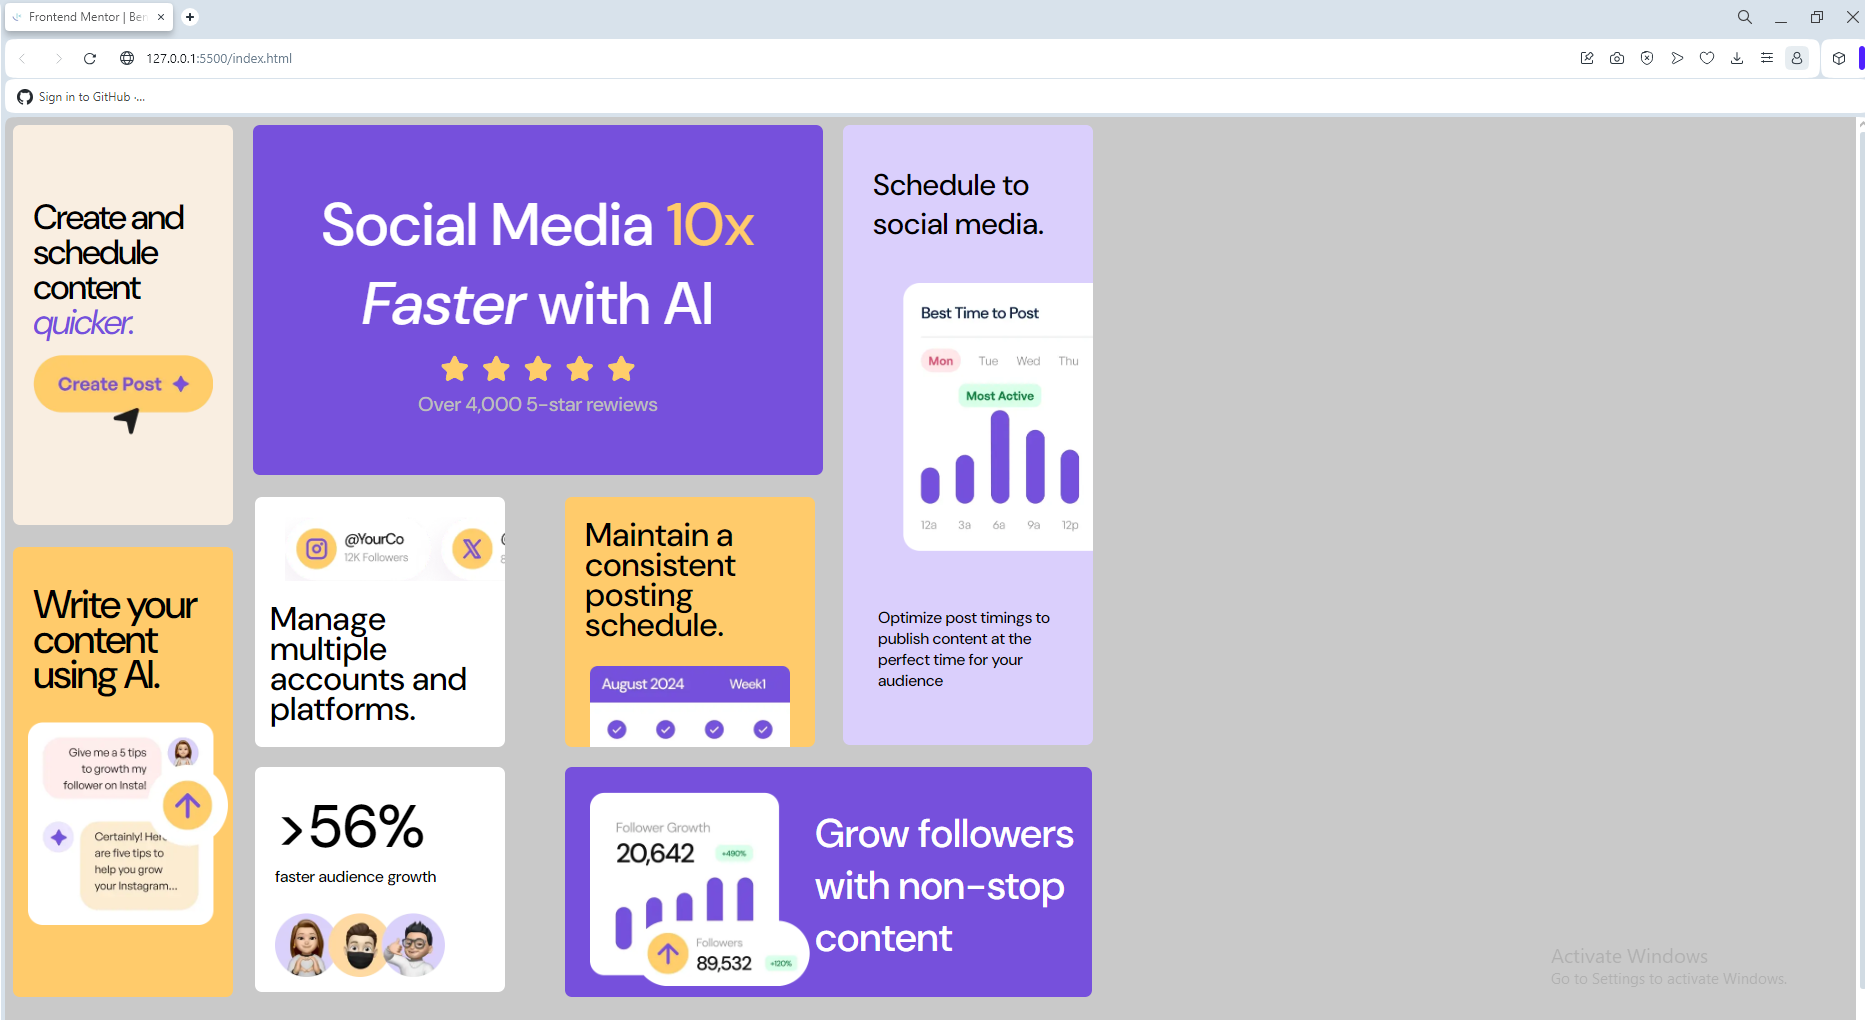 Frontend Mentor | Ben
127.0.0.1:5500/index.html
Sign in to GitHub ·...
Create and
schedule
content
quicker.
Create Post
Social Media 10x
Faster with AI
Over 4,000 5-star rewiews
Schedule to
social media.
Best Time to Post
Mon Tue Wed Thu
Most Active
12a 3a 6a 9a 12p
Optimize post timings to
publish content at the
perfect time for your
audience
Write your
content
using AI.
Give me a 5 tips
to growth my
follower on Insta!
Certainly! Here
are five tips to
help you grow
your Instagram...
@YourCo
12K Followers
Manage
multiple
accounts and
platforms.
Maintain a
consistent
posting
schedule.
August 2024 Week1
>56%
faster audience growth
Follower Growth
20,642 +490%
Followers
89,532 +120%
Grow followers
with non-stop
content
Activate Windows
Go to Settings to activate Windows.